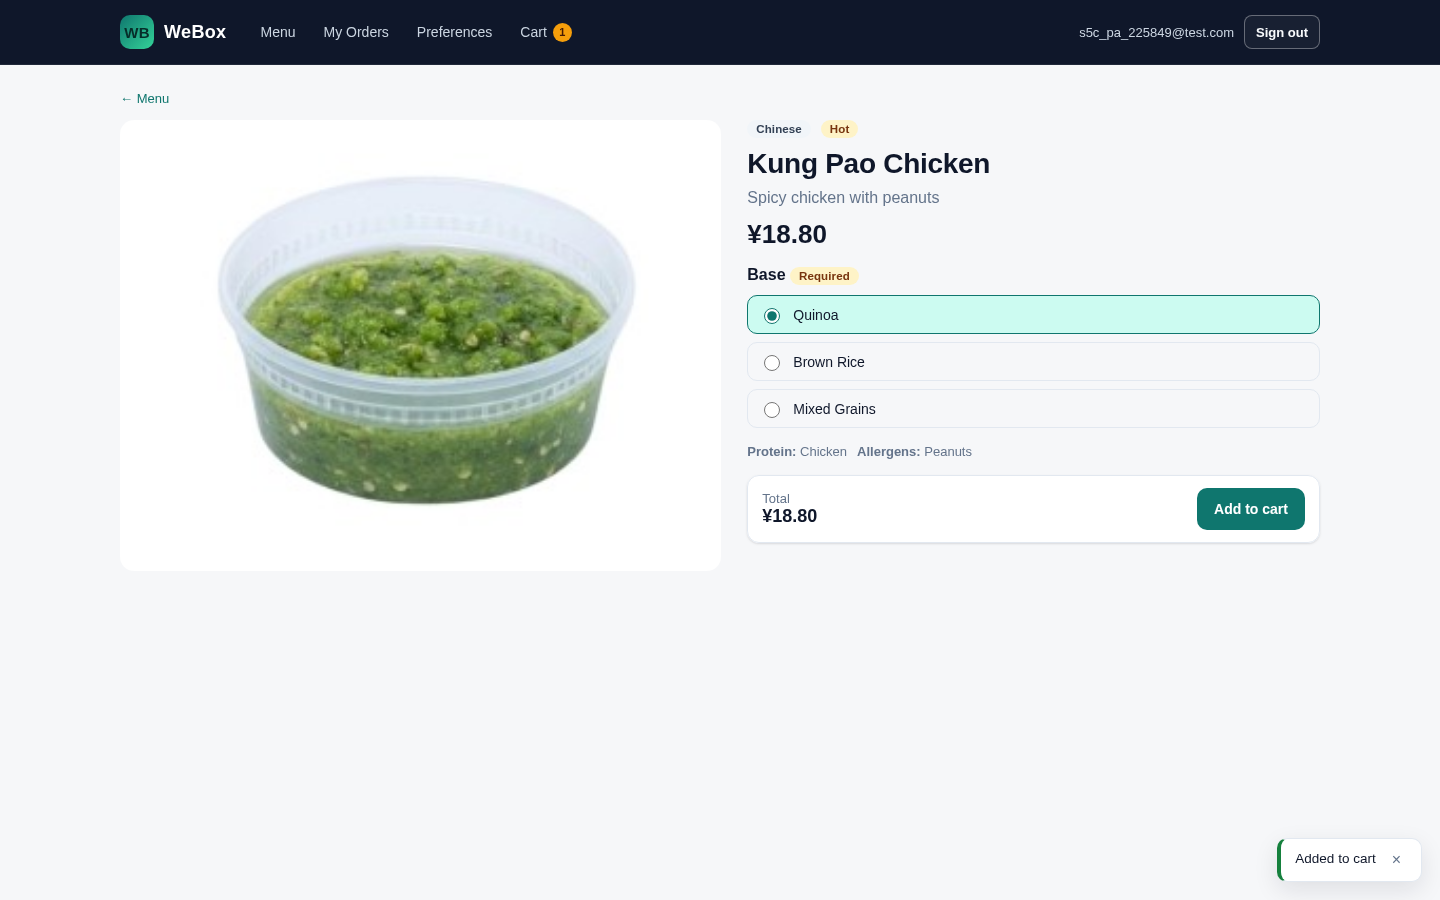 WB WeBox Menu My Orders Preferences Cart 1 s5c_pa_225849@test.com Sign out
← Menu
Chinese Hot
Kung Pao Chicken
Spicy chicken with peanuts
¥18.80
Base Required
Quinoa
Brown Rice
Mixed Grains
Protein: Chicken Allergens: Peanuts
Total
¥18.80
Add to cart
Added to cart ×